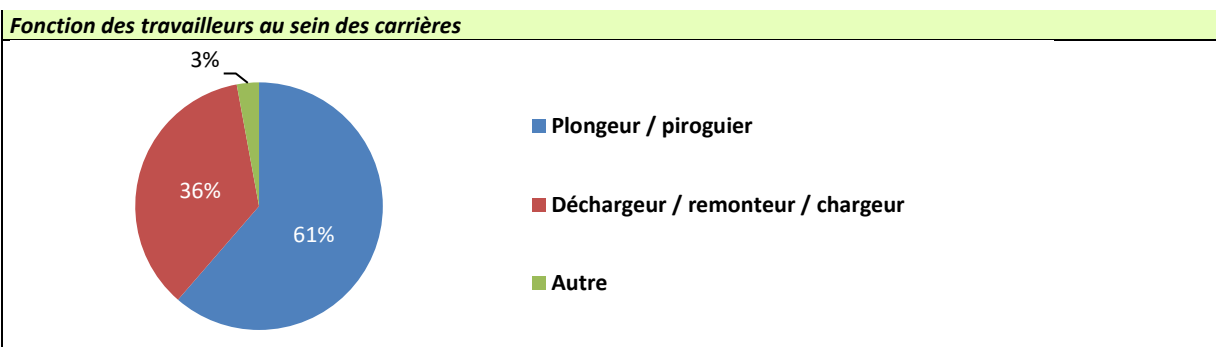 Fonction des travailleurs au sein des carrières
3%
Plongeur / piroguier
36%
Déchargeur / remonteur / chargeur
61%
Autre